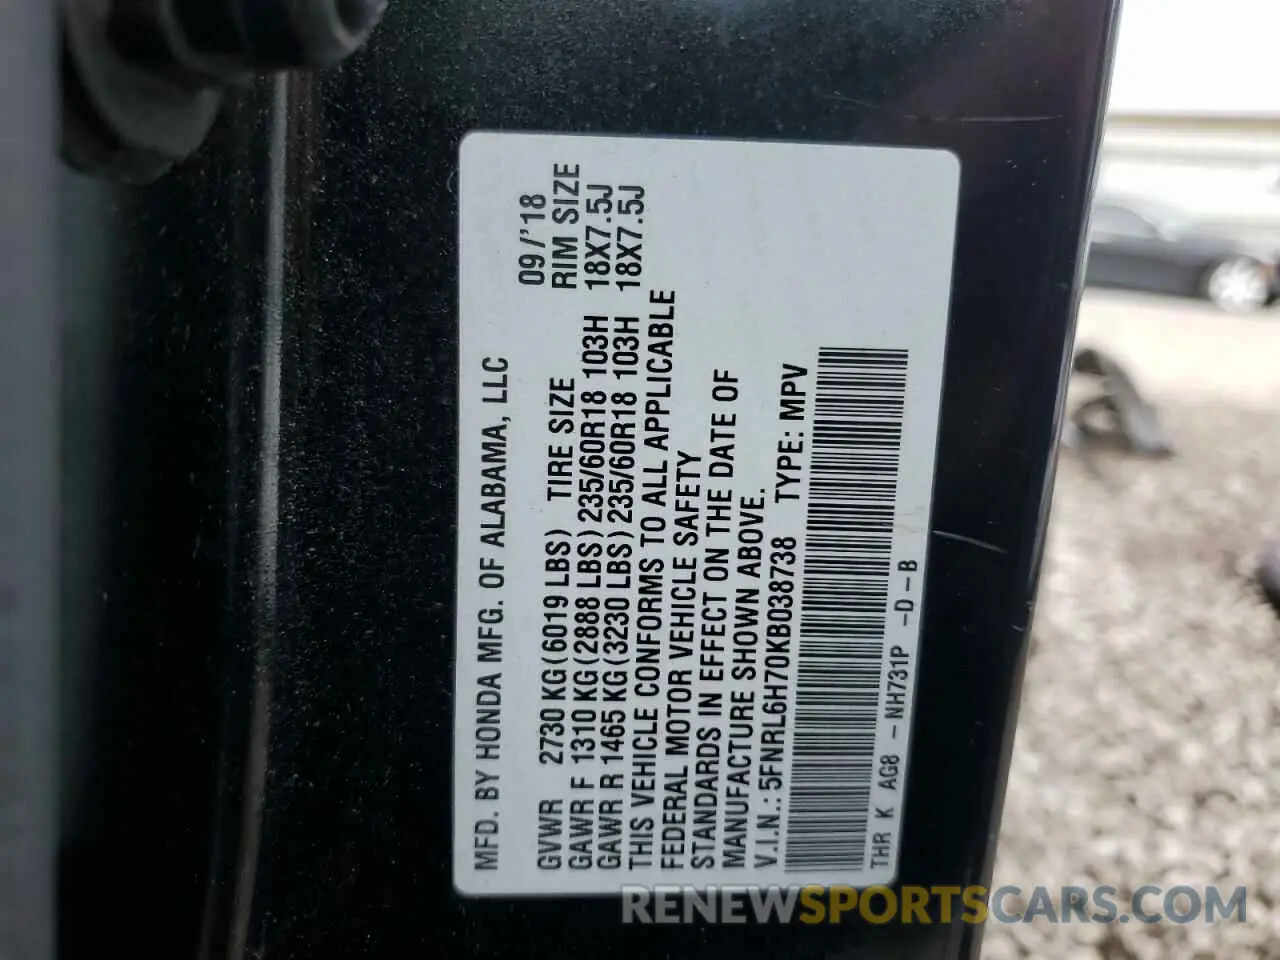 MFD. BY HONDA MFG. OF ALABAMA, LLC
09/'18
GVWR 2730 KG(6019 LBS) TIRE SIZE RIM SIZE
GAWR F 1310 KG(2888 LBS) 235/60R18 103H 18X7.5J
GAWR R 1465 KG(3230 LBS) 235/60R18 103H 18X7.5J
THIS VEHICLE CONFORMS TO ALL APPLICABLE
FEDERAL MOTOR VEHICLE SAFETY
STANDARDS IN EFFECT ON THE DATE OF
MANUFACTURE SHOWN ABOVE.
V.I.N.: 5FNRL6H70KB038738 TYPE: MPV
THR K AG8 - NH731P -D-B
RENEWSPORTSCARS.COM